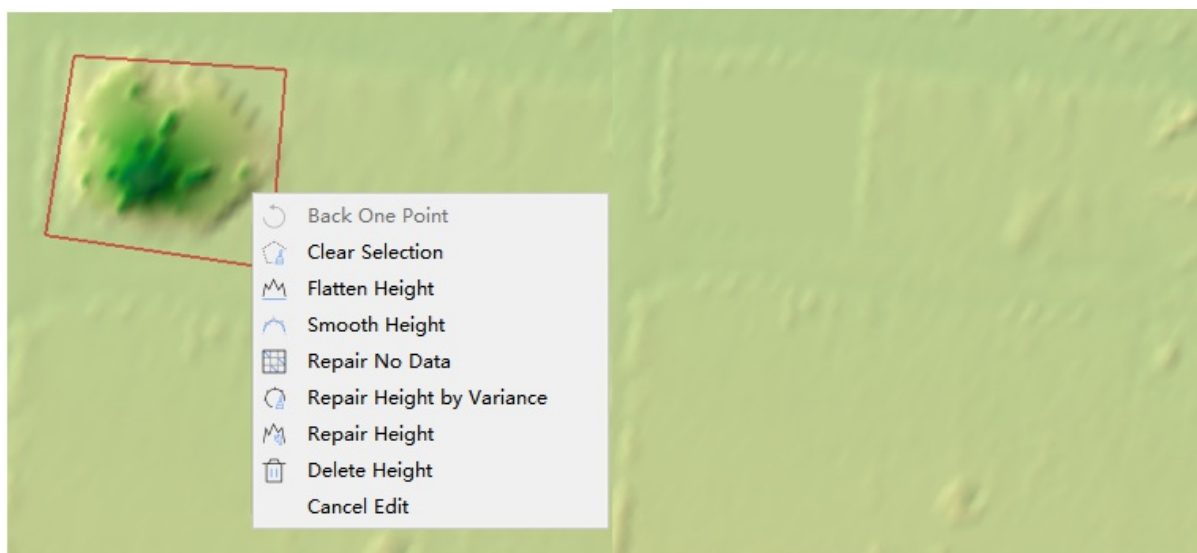 Back One Point
Clear Selection
Flatten Height
Smooth Height
Repair No Data
Repair Height by Variance
Repair Height
Delete Height
Cancel Edit